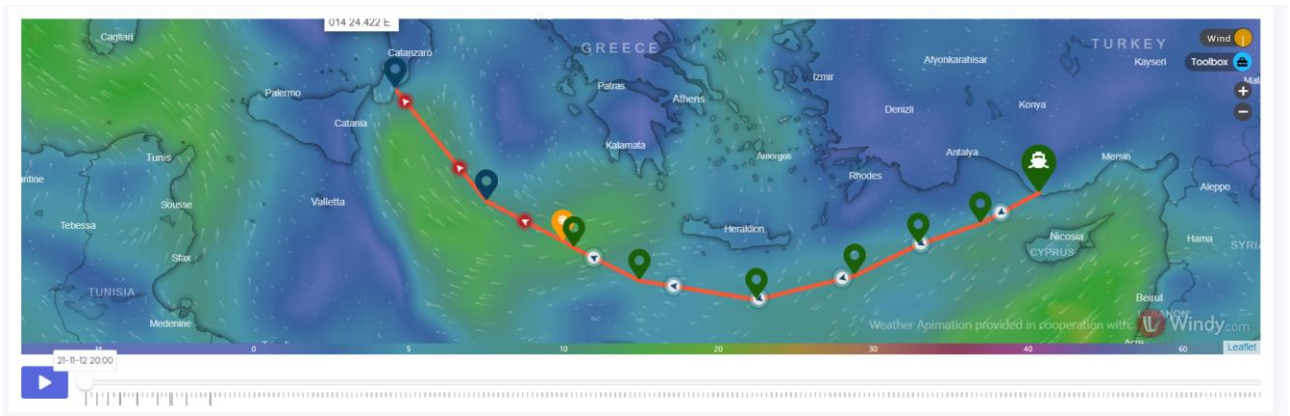 014 24.422 E
Cagliari
Catanzaro
GREECE
TURKEY
Wind
Afyonkarahisar
Kayseri
Toolbox
Palermo
Patras
Izmir
Athens
Denizli
Konya
+
Catania
−
Kalamata
Tunis
Amorgos
Antalya
Mersin
Rhodes
Aleppo
Sousse
Valletta
Tebessa
Heraklion
Nicosia
Hama
SYRI
CYPRUS
Sfax
TUNISIA
Beirut
Medenine
Weather Animation provided in cooperation with:
Windy.com
0 5 10 20 30 40 60
Leaflet
21-11-12 20:00